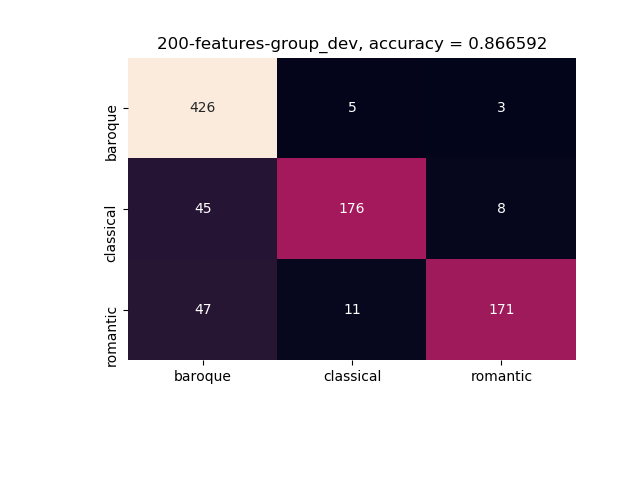 200-features-group_dev, accuracy = 0.866592
baroque 426 5 3
classical 45 176 8
romantic 47 11 171
baroque classical romantic